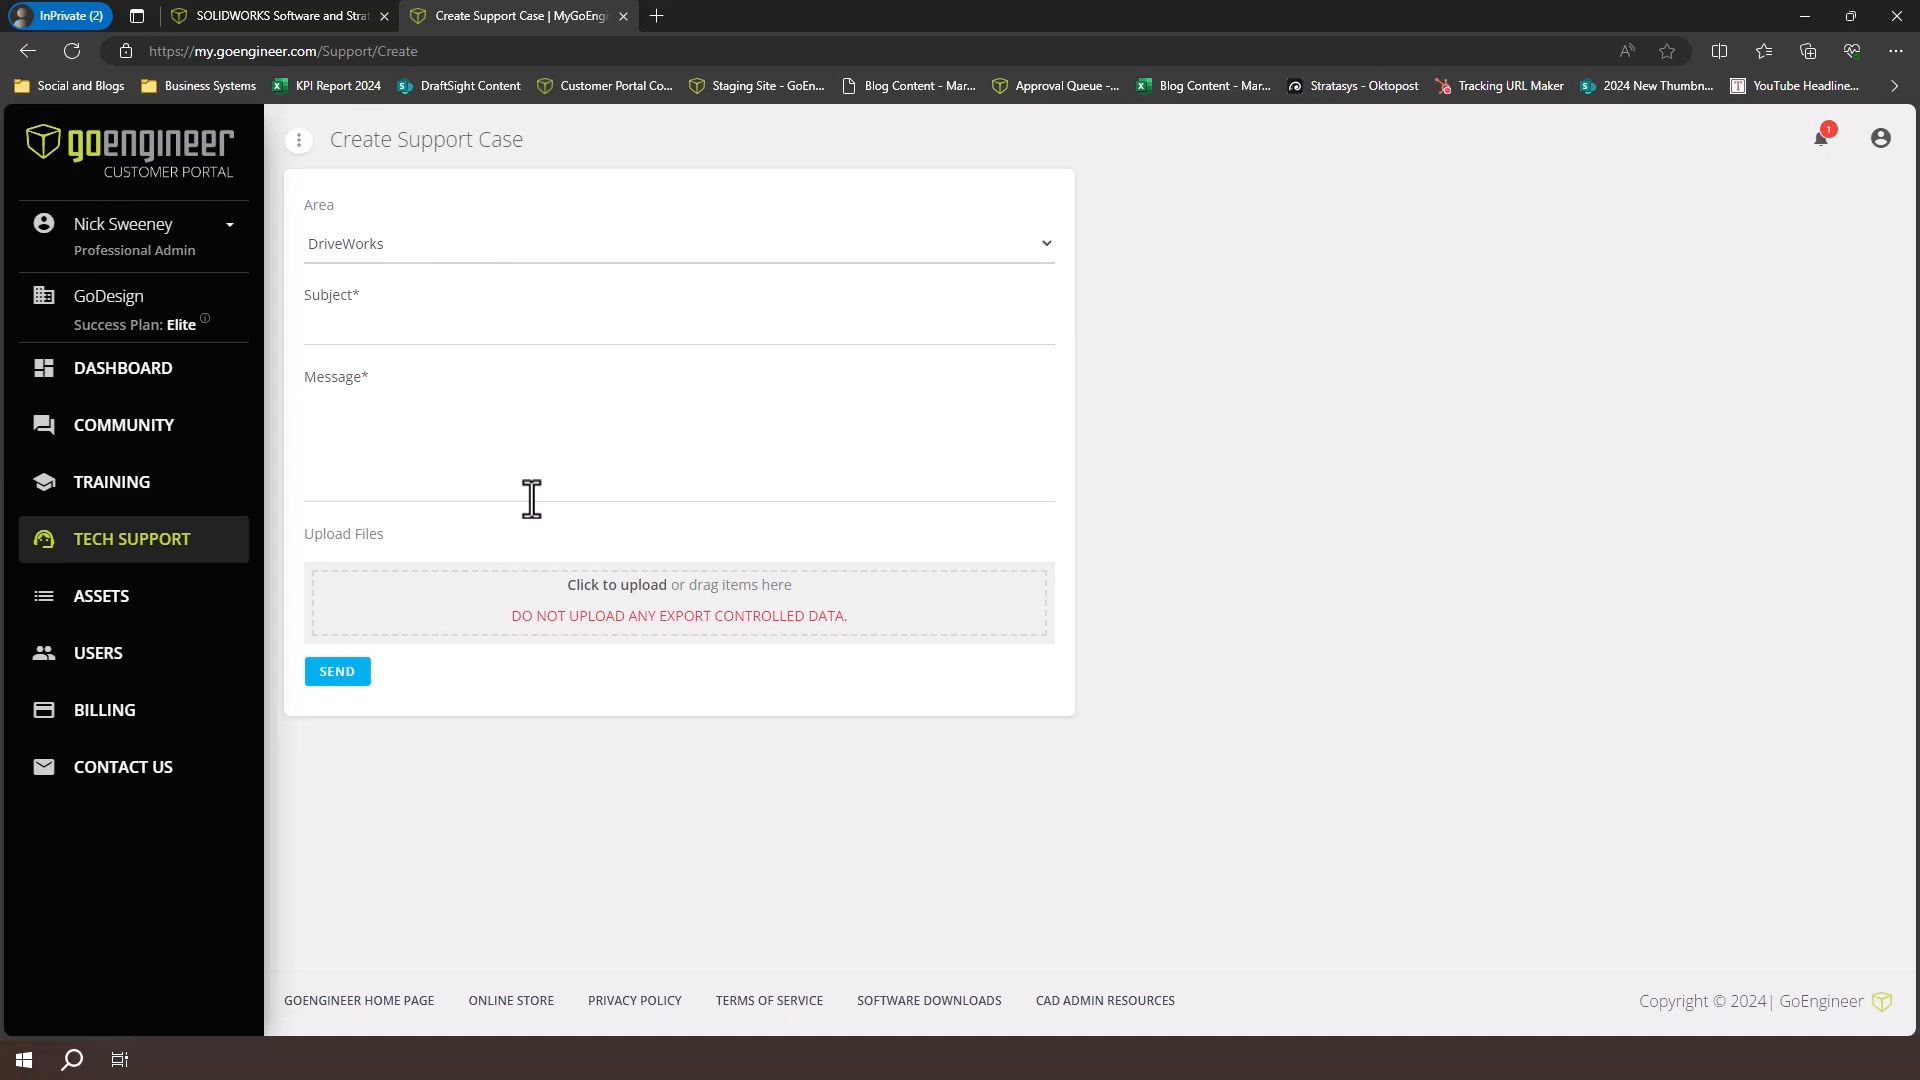 InPrivate (2)
SOLIDWORKS Software and Stra
Create Support Case | MyGoEngi
https://my.goengineer.com/Support/Create
Social and Blogs
Business Systems
KPI Report 2024
DraftSight Content
Customer Portal Co...
Staging Site - GoEn...
Blog Content - Mar...
Approval Queue -...
Blog Content - Mar...
Stratasys - Oktopost
Tracking URL Maker
2024 New Thumbn...
YouTube Headline...
goengineer
CUSTOMER PORTAL
Nick Sweeney
Professional Admin
GoDesign
Success Plan: Elite
DASHBOARD
COMMUNITY
TRAINING
TECH SUPPORT
ASSETS
USERS
BILLING
CONTACT US
Create Support Case
1
Area
DriveWorks
Subject*
Message*
Upload Files
Click to upload or drag items here
DO NOT UPLOAD ANY EXPORT CONTROLLED DATA.
SEND
GOENGINEER HOME PAGE
ONLINE STORE
PRIVACY POLICY
TERMS OF SERVICE
SOFTWARE DOWNLOADS
CAD ADMIN RESOURCES
Copyright © 2024| GoEngineer